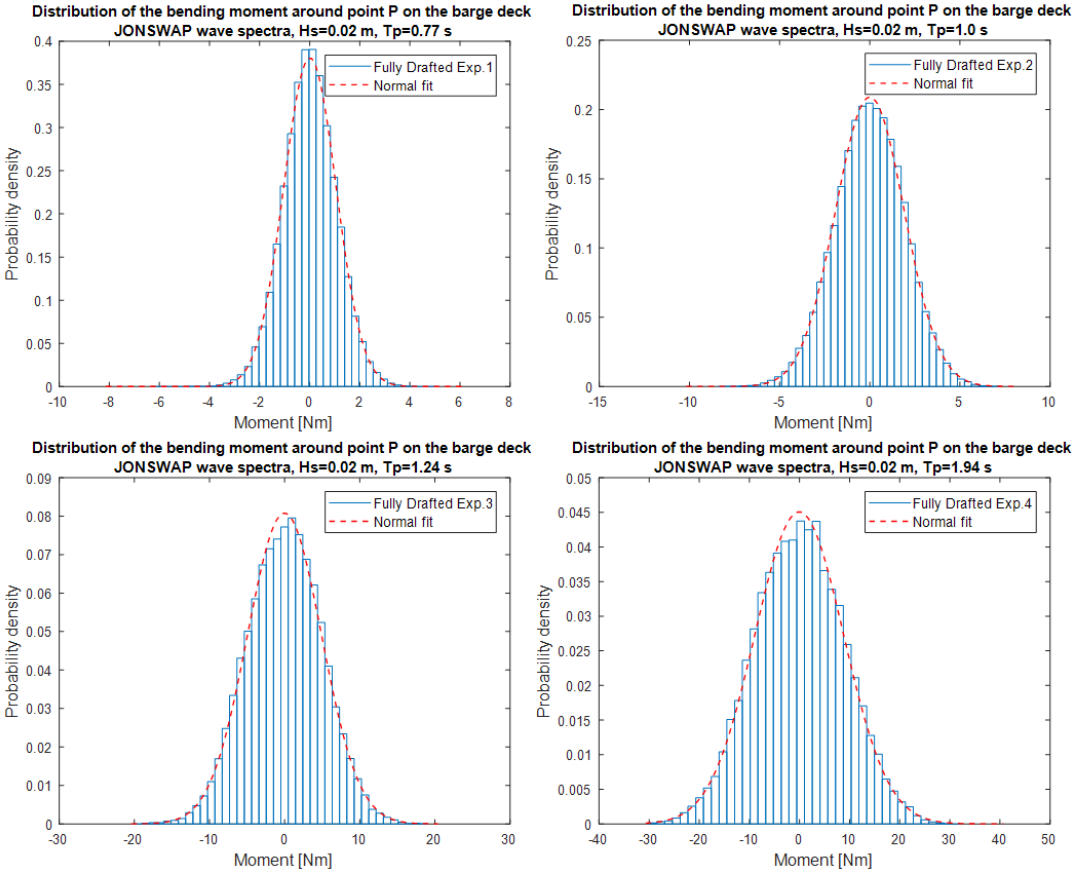 Distribution of the bending moment around point P on the barge deck
JONSWAP wave spectra, Hs=0.02 m, Tp=0.77 s
0.4
0.35
0.3
0.25
0.2
0.15
0.1
0.05
0
Probability density
Fully Drafted Exp.1
Normal fit
-10 -8 -6 -4 -2 0 2 4 6 8
Moment [Nm]
Distribution of the bending moment around point P on the barge deck
JONSWAP wave spectra, Hs=0.02 m, Tp=1.0 s
0.25
0.2
0.15
0.1
0.05
0
Probability density
Fully Drafted Exp.2
Normal fit
-15 -10 -5 0 5 10
Moment [Nm]
Distribution of the bending moment around point P on the barge deck
JONSWAP wave spectra, Hs=0.02 m, Tp=1.24 s
0.09
0.08
0.07
0.06
0.05
0.04
0.03
0.02
0.01
0
Probability density
Fully Drafted Exp.3
Normal fit
-30 -20 -10 0 10 20 30
Moment [Nm]
Distribution of the bending moment around point P on the barge deck
JONSWAP wave spectra, Hs=0.02 m, Tp=1.94 s
0.05
0.045
0.04
0.035
0.03
0.025
0.02
0.015
0.01
0.005
0
Probability density
Fully Drafted Exp.4
Normal fit
-40 -30 -20 -10 0 10 20 30 40 50
Moment [Nm]